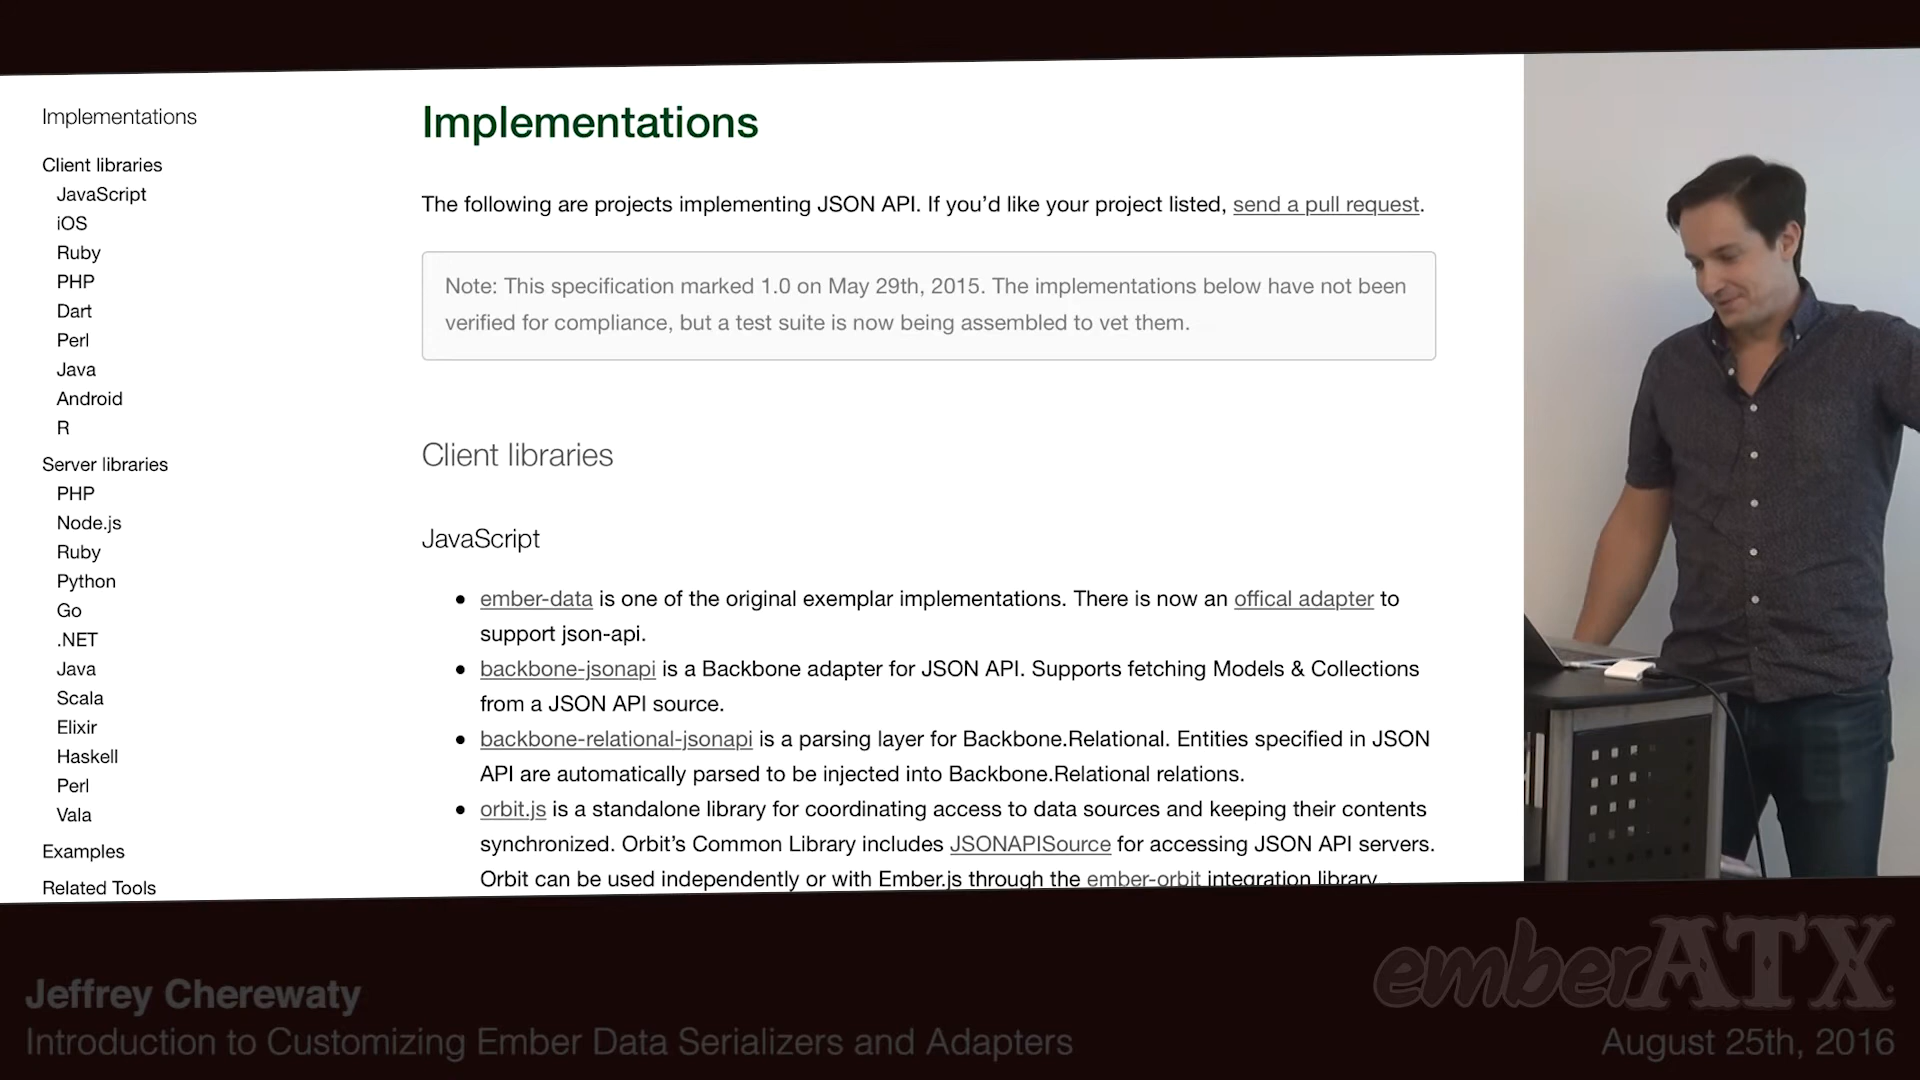 Implementations
Client libraries
JavaScript
iOS
Ruby
PHP
Dart
Perl
Java
Android
R
Server libraries
PHP
Node.js
Ruby
Python
Go
.NET
Java
Scala
Elixir
Haskell
Perl
Vala
Examples
Related Tools
Implementations
The following are projects implementing JSON API. If you’d like your project listed, send a pull request.
Note: This specification marked 1.0 on May 29th, 2015. The implementations below have not been
verified for compliance, but a test suite is now being assembled to vet them.
Client libraries
JavaScript
• ember-data is one of the original exemplar implementations. There is now an offical adapter to
support json-api.
• backbone-jsonapi is a Backbone adapter for JSON API. Supports fetching Models & Collections
from a JSON API source.
• backbone-relational-jsonapi is a parsing layer for Backbone.Relational. Entities specified in JSON
API are automatically parsed to be injected into Backbone.Relational relations.
• orbit.js is a standalone library for coordinating access to data sources and keeping their contents
synchronized. Orbit’s Common Library includes JSONAPISource for accessing JSON API servers.
Orbit can be used independently or with Ember.js through the ember-orbit integration library.
Jeffrey Cherewaty
Introduction to Customizing Ember Data Serializers and Adapters
emberATX
August 25th, 2016